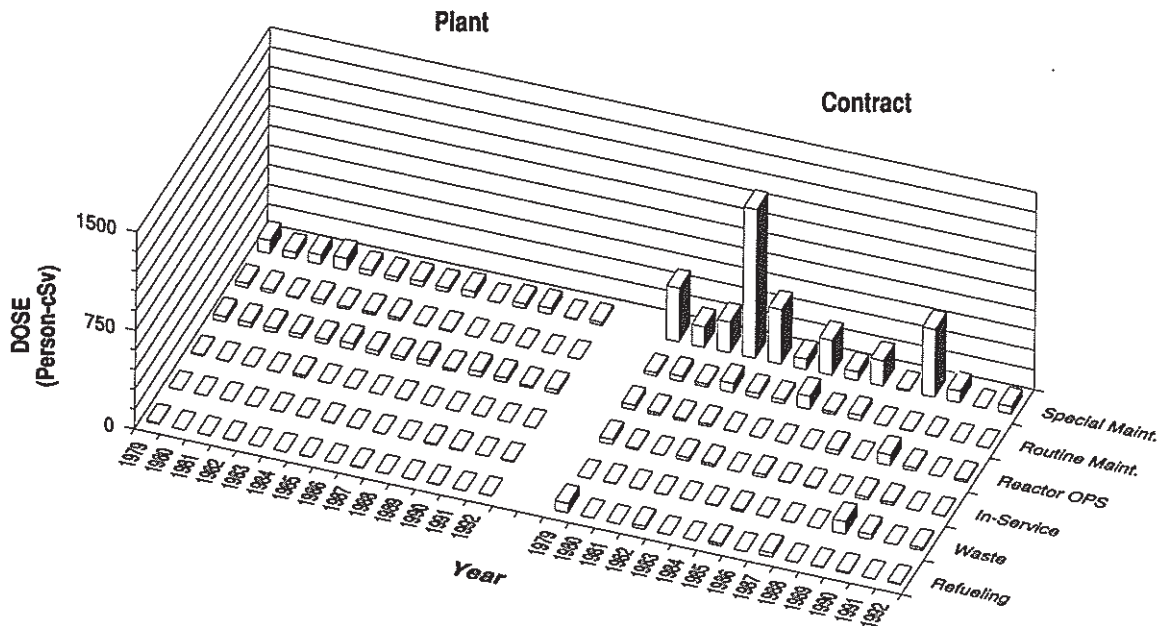 Plant
Contract
1500
750
0
DOSE
(Person-cSv)
1979
1980
1981
1982
1983
1984
1985
1986
1987
1988
1989
1990
1991
1992
1979
1980
1981
1982
1983
1984
1985
1986
1987
1988
1989
1990
1991
1992
Year
Special Maint.
Routine Maint.
Reactor OPS
In-Service
Waste
Refueling